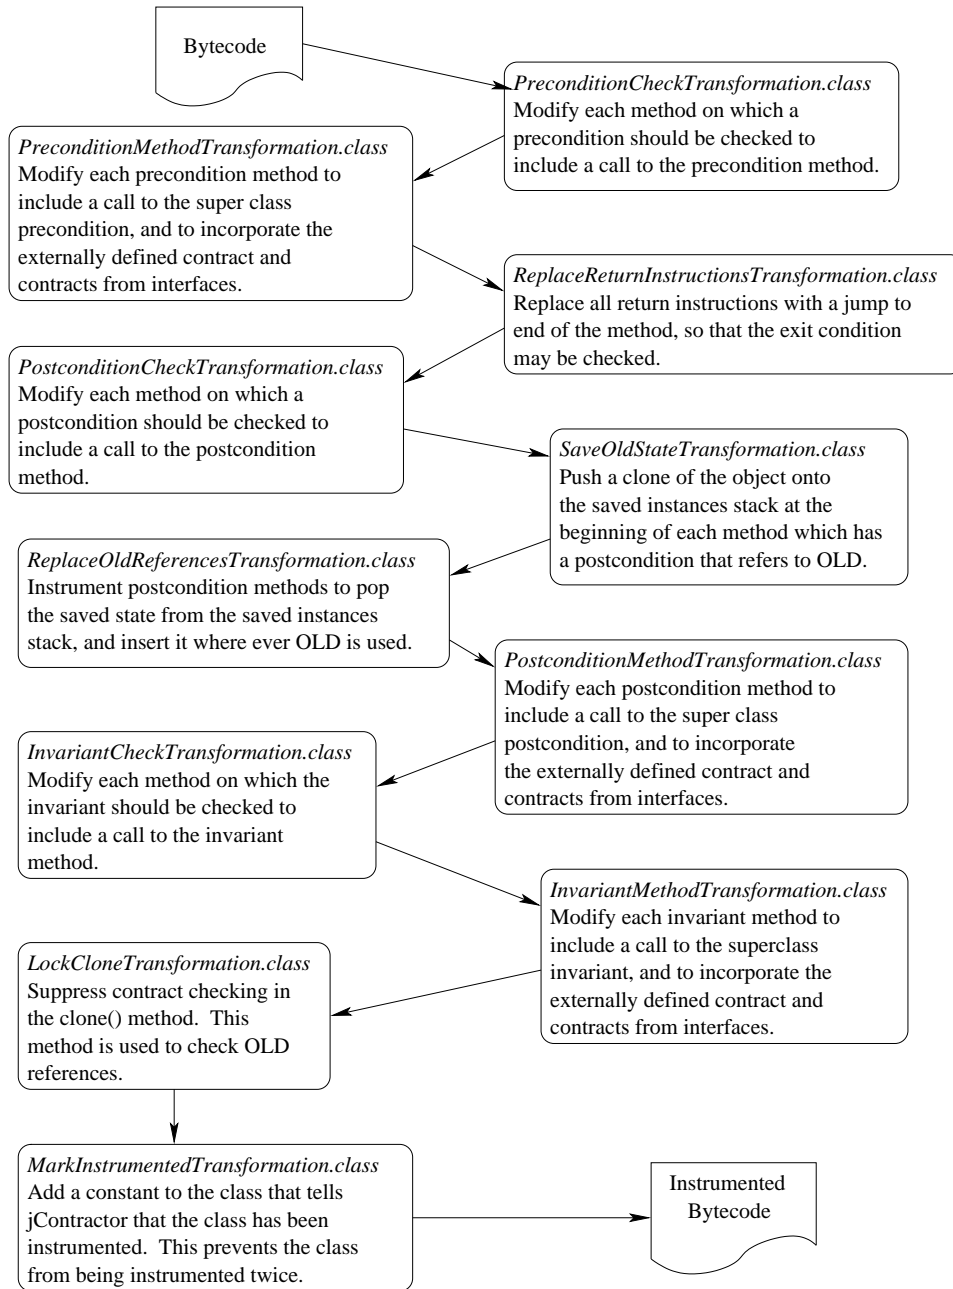 Bytecode
PreconditionCheckTransformation.class
Modify each method on which a
precondition should be checked to
include a call to the precondition method.
PreconditionMethodTransformation.class
Modify each precondition method to
include a call to the super class
precondition, and to incorporate the
externally defined contract and
contracts from interfaces.
ReplaceReturnInstructionsTransformation.class
Replace all return instructions with a jump to
end of the method, so that the exit condition
may be checked.
PostconditionCheckTransformation.class
Modify each method on which a
postcondition should be checked to
include a call to the postcondition
method.
SaveOldStateTransformation.class
Push a clone of the object onto
the saved instances stack at the
beginning of each method which has
a postcondition that refers to OLD.
ReplaceOldReferencesTransformation.class
Instrument postcondition methods to pop
the saved state from the saved instances
stack, and insert it where ever OLD is used.
PostconditionMethodTransformation.class
Modify each postcondition method to
include a call to the super class
postcondition, and to incorporate
the externally defined contract and
contracts from interfaces.
InvariantCheckTransformation.class
Modify each method on which the
invariant should be checked to
include a call to the invariant
method.
InvariantMethodTransformation.class
Modify each invariant method to
include a call to the superclass
invariant, and to incorporate the
externally defined contract and
contracts from interfaces.
LockCloneTransformation.class
Suppress contract checking in
the clone() method.  This
method is used to check OLD
references.
MarkInstrumentedTransformation.class
Add a constant to the class that tells
jContractor that the class has been
instrumented.  This prevents the class
from being instrumented twice.
Instrumented
Bytecode